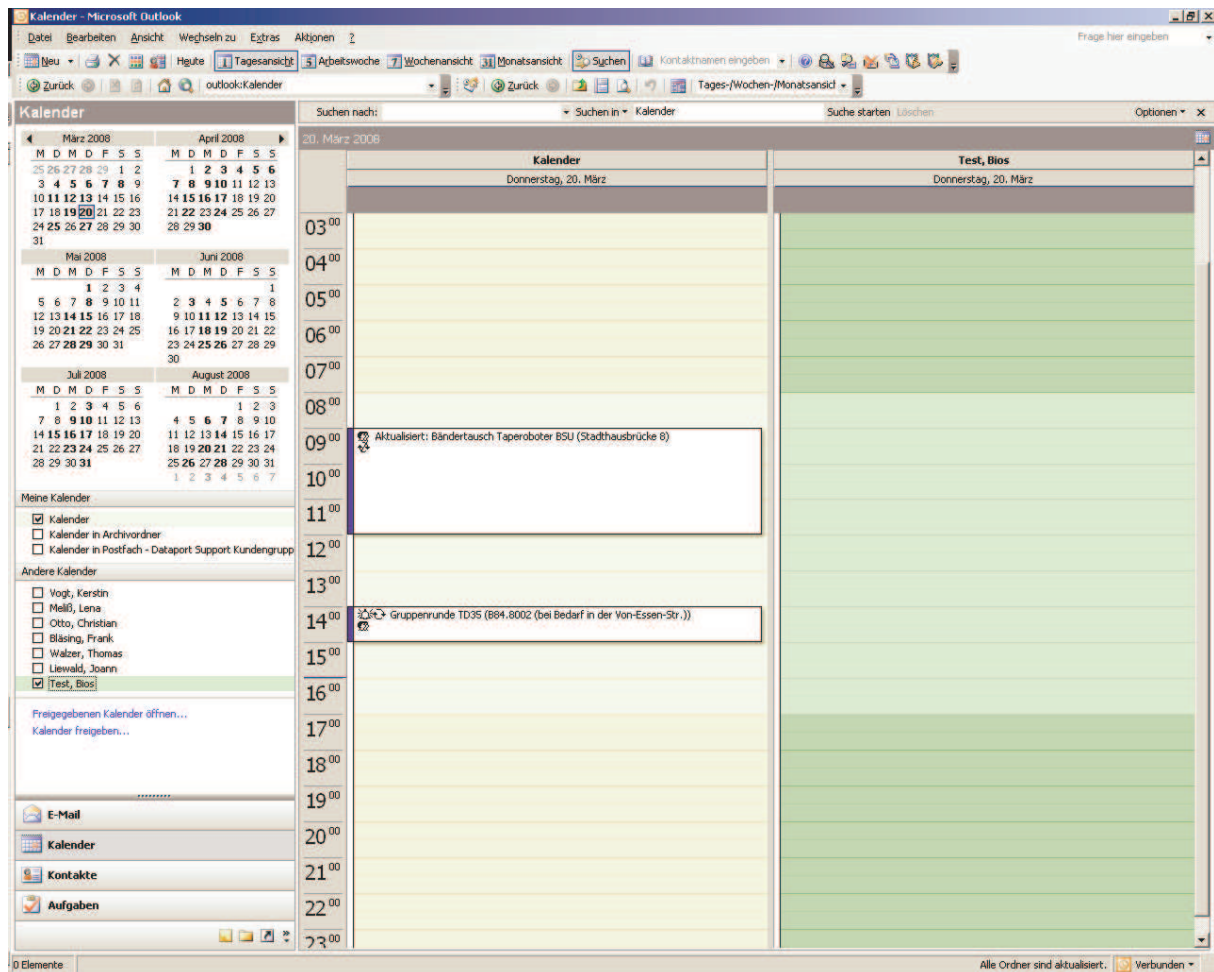 Kalender - Microsoft Outlook
Datei Bearbeiten Ansicht Wechseln zu Extras Aktionen ? Frage hier eingeben
Neu Heute 1 Tagesansicht 5 Arbeitswoche 7 Wochenansicht 31 Monatsansicht Suchen Kontaktnamen eingeben
Zurück outlook:Kalender Zurück Tages-/Wochen-/Monatsansicht
Kalender Suchen nach: Suchen in Kalender Suche starten Löschen Optionen
März 2008 April 2008
M D M D F S S M D M D F S S
25 26 27 28 29 1 2 1 2 3 4 5 6
3 4 5 6 7 8 9 7 8 9 10 11 12 13
10 11 12 13 14 15 16 14 15 16 17 18 19 20
17 18 19 20 21 22 23 21 22 23 24 25 26 27
24 25 26 27 28 29 30 28 29 30
31
Mai 2008 Juni 2008
M D M D F S S M D M D F S S
1 2 3 4 1
5 6 7 8 9 10 11 2 3 4 5 6 7 8
12 13 14 15 16 17 18 9 10 11 12 13 14 15
19 20 21 22 23 24 25 16 17 18 19 20 21 22
26 27 28 29 30 31 23 24 25 26 27 28 29
30
Juli 2008 August 2008
M D M D F S S M D M D F S S
1 2 3 4 5 6 1 2 3
7 8 9 10 11 12 13 4 5 6 7 8 9 10
14 15 16 17 18 19 20 11 12 13 14 15 16 17
21 22 23 24 25 26 27 18 19 20 21 22 23 24
28 29 30 31 25 26 27 28 29 30 31
1 2 3 4 5 6 7
Meine Kalender
Kalender
Kalender in Archivordner
Kalender in Postfach - Dataport Support Kundengrupp
Andere Kalender
Vogt, Kerstin
Meliß, Lena
Otto, Christian
Bläsing, Frank
Walzer, Thomas
Liewald, Joann
Test, Bios
Freigegebenen Kalender öffnen...
Kalender freigeben...
E-Mail
Kalender
Kontakte
Aufgaben
20. März 2008
Kalender Test, Bios
Donnerstag, 20. März Donnerstag, 20. März
03 00
04 00
05 00
06 00
07 00
08 00
09 00 Aktualisiert: Bändertausch Taperoboter BSU (Stadthausbrücke 8)
10 00
11 00
12 00
13 00
14 00 Gruppenrunde TD35 (B84.8002 (bei Bedarf in der Von-Essen-Str.))
15 00
16 00
17 00
18 00
19 00
20 00
21 00
22 00
23 00
0 Elemente Alle Ordner sind aktualisiert. Verbunden